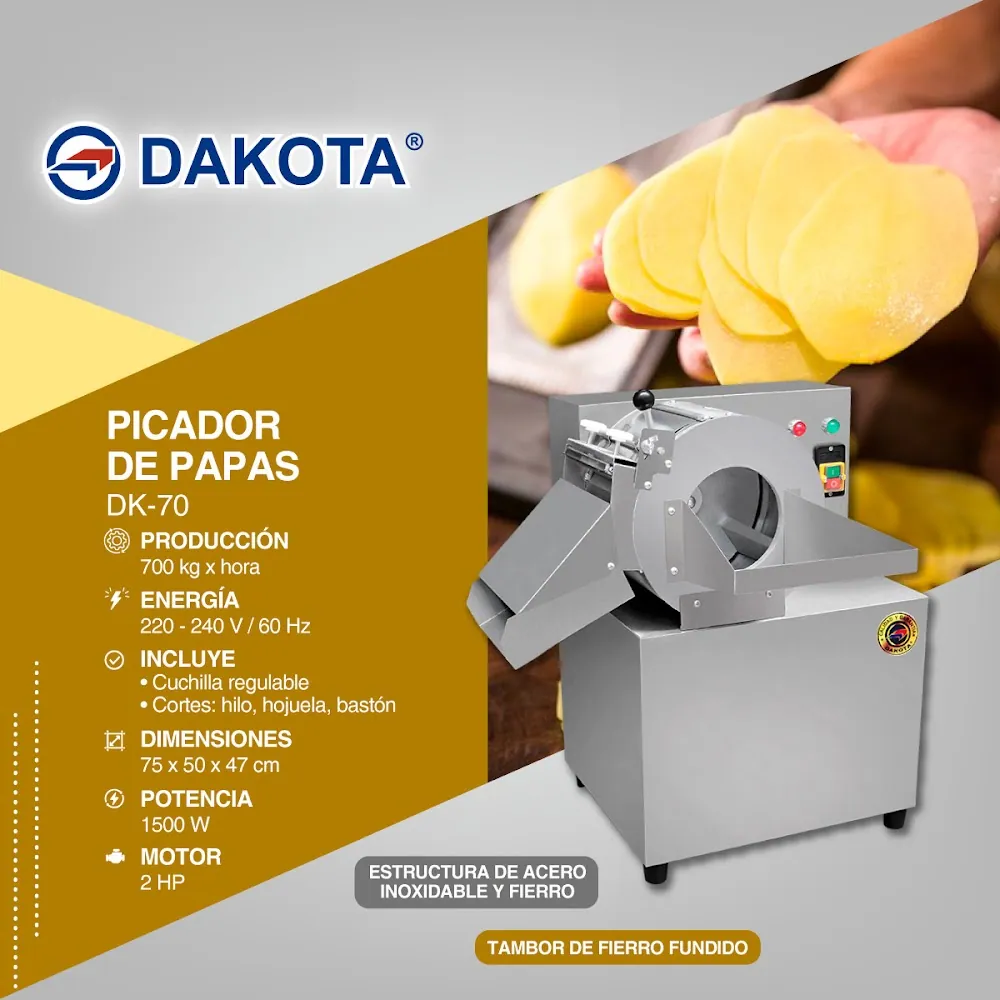 DAKOTA®
PICADOR
DE PAPAS
DK-70
PRODUCCIÓN
700 kg x hora
ENERGÍA
220 - 240 V / 60 Hz
INCLUYE
• Cuchilla regulable
• Cortes: hilo, hojuela, bastón
DIMENSIONES
75 x 50 x 47 cm
POTENCIA
1500 W
MOTOR
2 HP
ESTRUCTURA DE ACERO
INOXIDABLE Y FIERRO
TAMBOR DE FIERRO FUNDIDO
DAKOTA